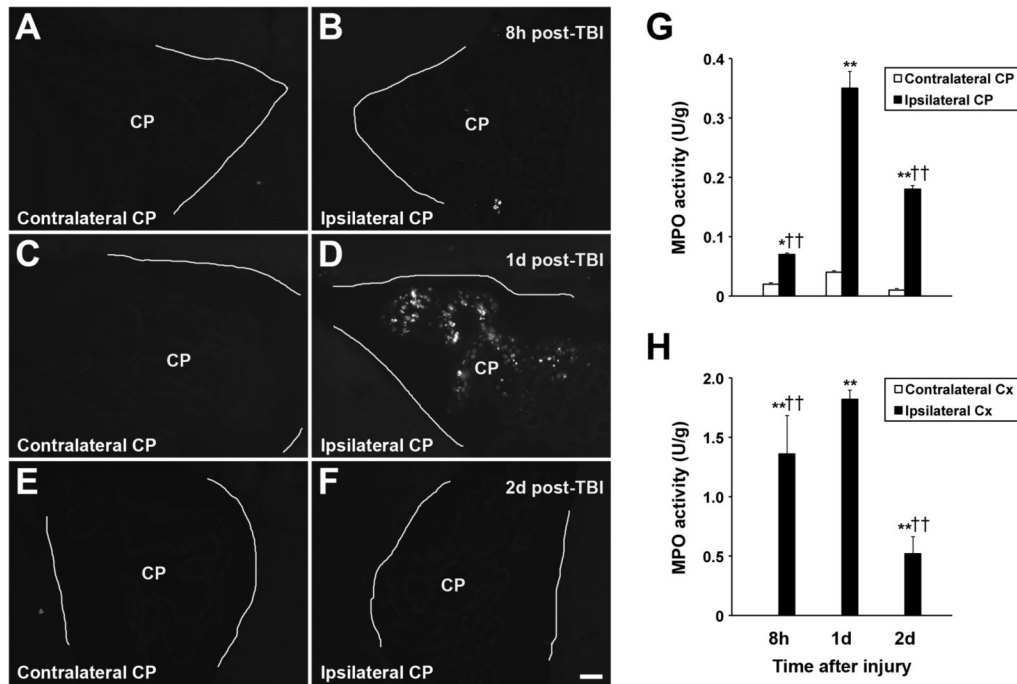 A
CP
Contralateral CP
B
8h post-TBI
CP
Ipsilateral CP
C
CP
Contralateral CP
D
1d post-TBI
CP
Ipsilateral CP
E
CP
Contralateral CP
F
2d post-TBI
CP
Ipsilateral CP
G
MPO activity (U/g)
0.4
0.3
0.2
0.1
0
*††
**
**††
Contralateral CP
Ipsilateral CP
H
MPO activity (U/g)
2.0
1.5
1.0
0.5
0
**††
**
**††
Contralateral Cx
Ipsilateral Cx
8h 1d 2d
Time after injury